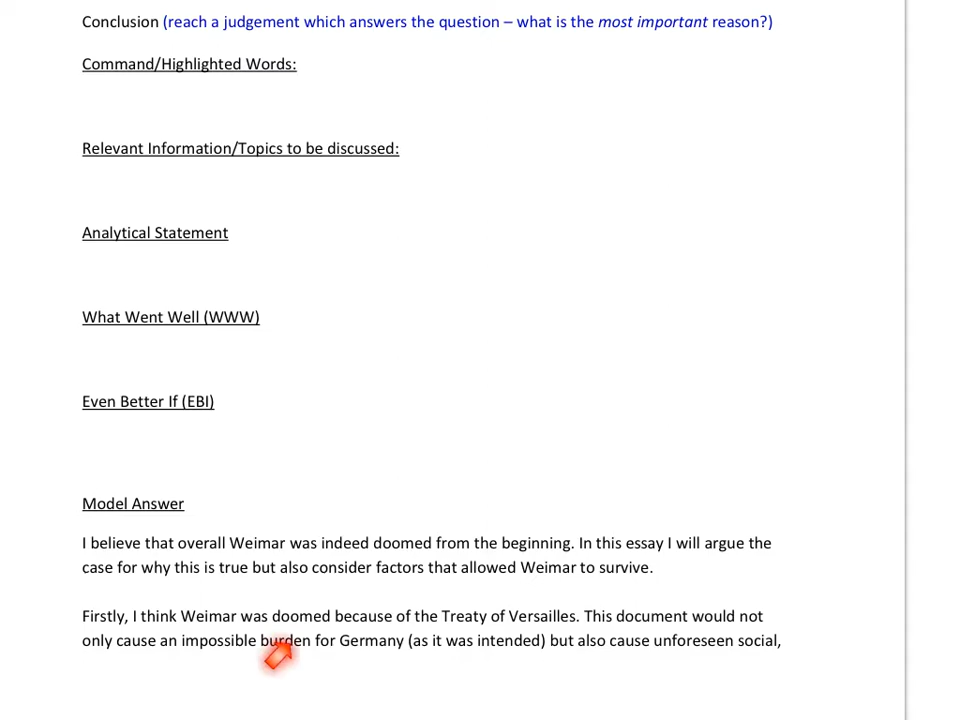 Conclusion (reach a judgement which answers the question – what is the most important reason?)
Command/Highlighted Words:
Relevant Information/Topics to be discussed:
Analytical Statement
What Went Well (WWW)
Even Better If (EBI)
Model Answer
I believe that overall Weimar was indeed doomed from the beginning. In this essay I will argue the
case for why this is true but also consider factors that allowed Weimar to survive.
Firstly, I think Weimar was doomed because of the Treaty of Versailles. This document would not
only cause an impossible burden for Germany (as it was intended) but also cause unforeseen social,